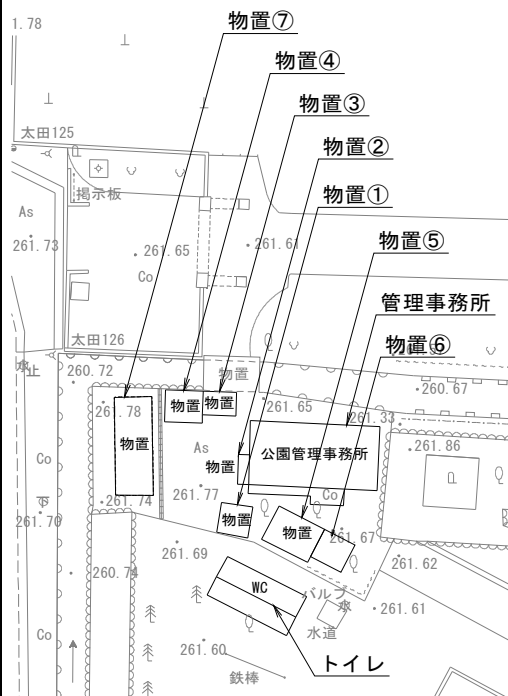 1.78
物置⑦
物置④
物置③
物置②
物置①
物置⑤
管理事務所
物置⑥
太田125
掲示板
As
261.73
261.65
261.61
Co
太田126
止
260.72
物置
260.67
261.78
物置
物置
261.65
261.33
物置
As
物置
公園管理事務所
261.86
Co
261.77
Co
261.74
物置
物置
261.67
261.70
261.69
261.62
260.74
WC
バルブ
261.61
水道
Co
261.60
鉄棒
トイレ